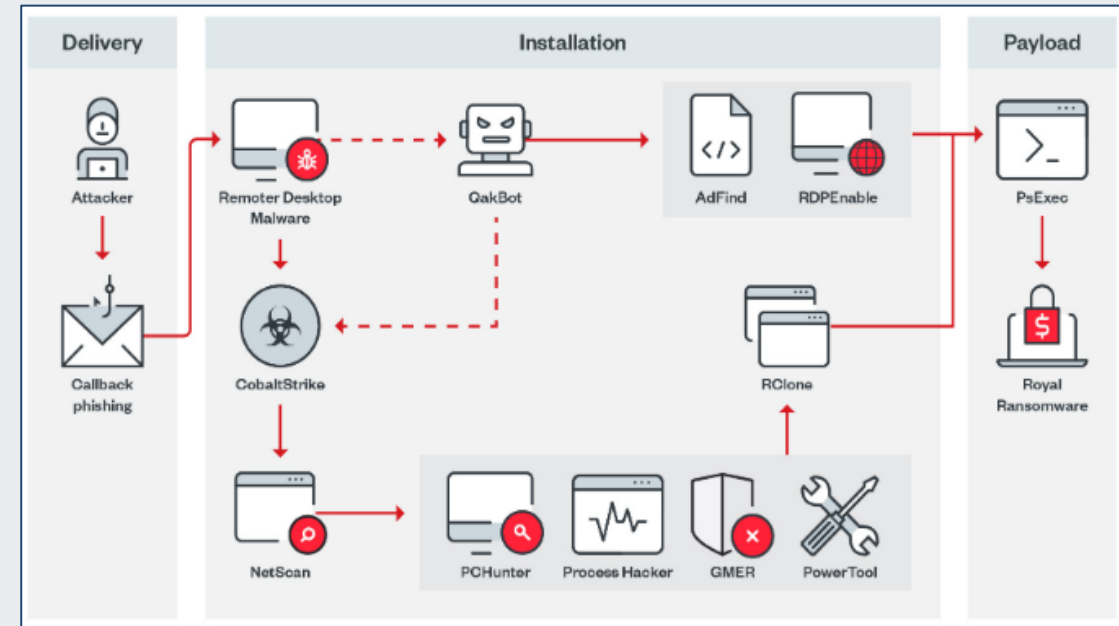 Delivery
Installation
Payload
Attacker
Remoter Desktop
Malware
QakBot
AdFind
RDPEnable
PsExec
Callback
phishing
CobaltStrike
RClone
$
Royal
Ransomware
NetScan
PCHunter
Process Hacker
GMER
PowerTool